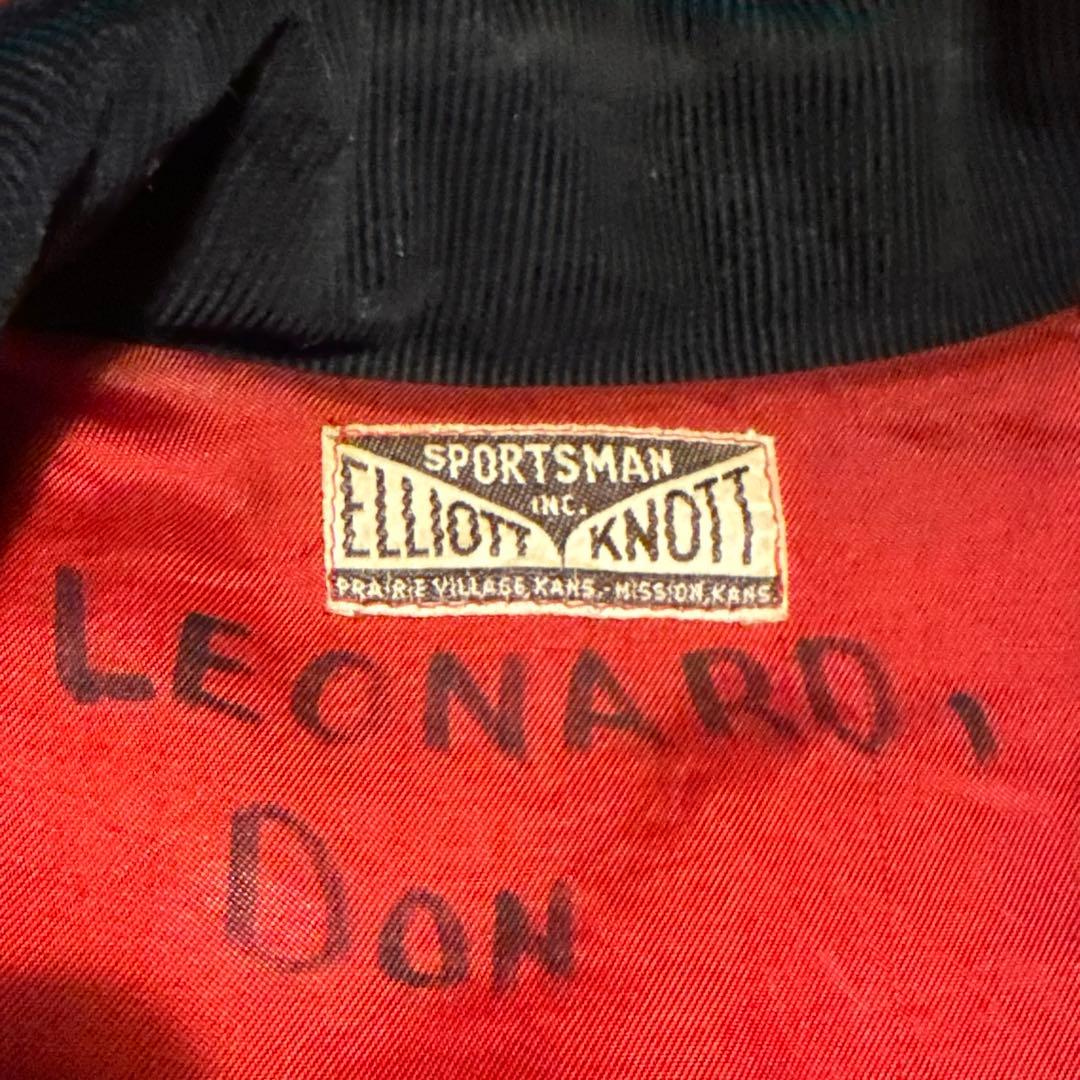 SPORTSMAN
INC.
ELLIOTT KNOTT
PRAIRIE VILLAGE, KANS. - MISSION, KANS.
LEONARD,
DON